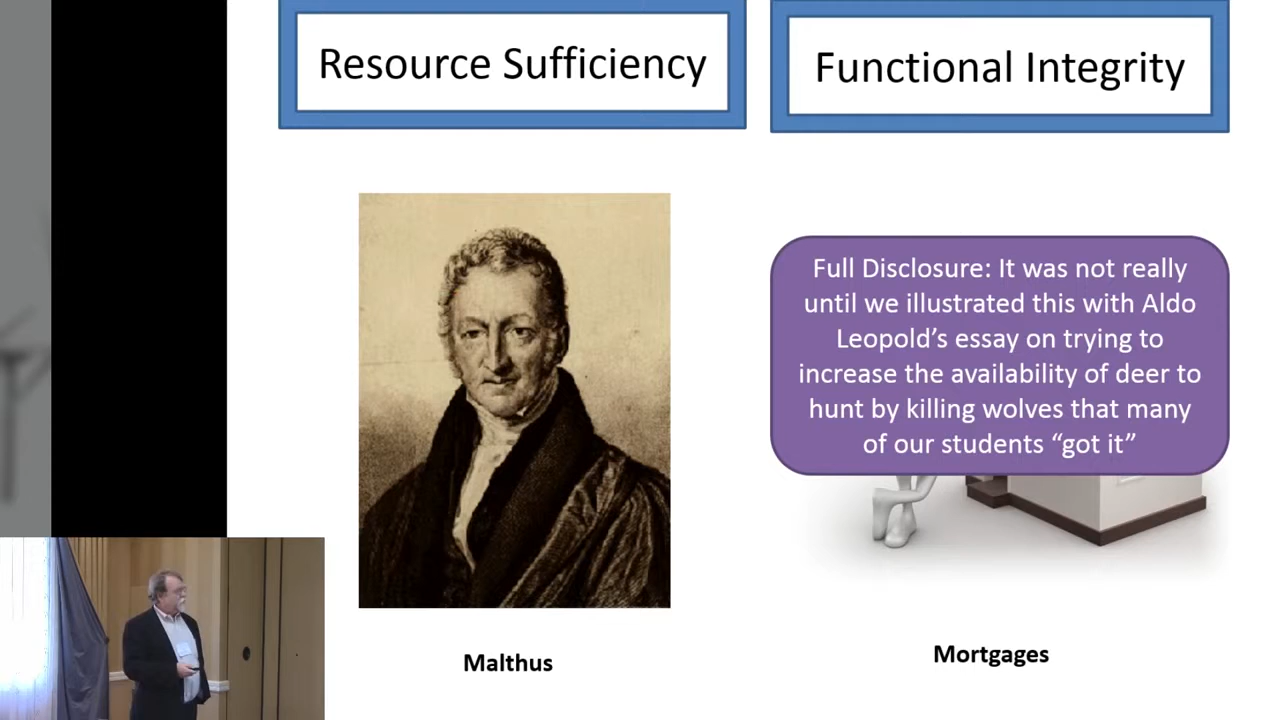 Resource Sufficiency
Functional Integrity
Full Disclosure: It was not really
until we illustrated this with Aldo
Leopold’s essay on trying to
increase the availability of deer to
hunt by killing wolves that many
of our students “got it”
Malthus
Mortgages